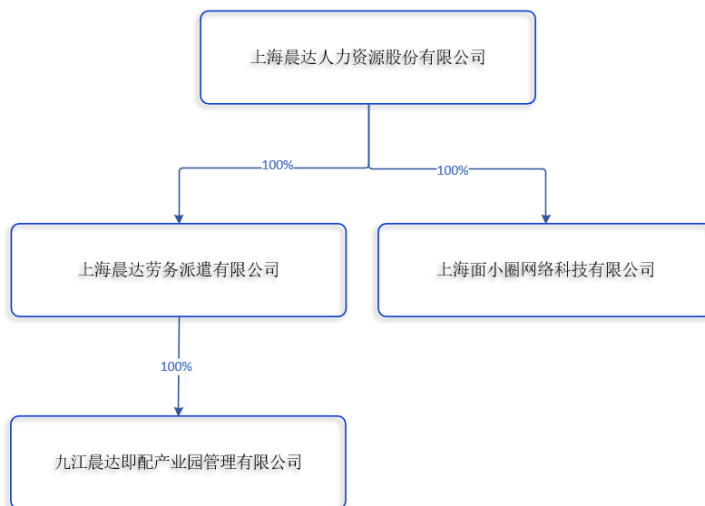 上海晨达人力资源股份有限公司
100%
100%
上海晨达劳务派遣有限公司
上海面小圈网络科技有限公司
100%
九江晨达即配产业园管理有限公司